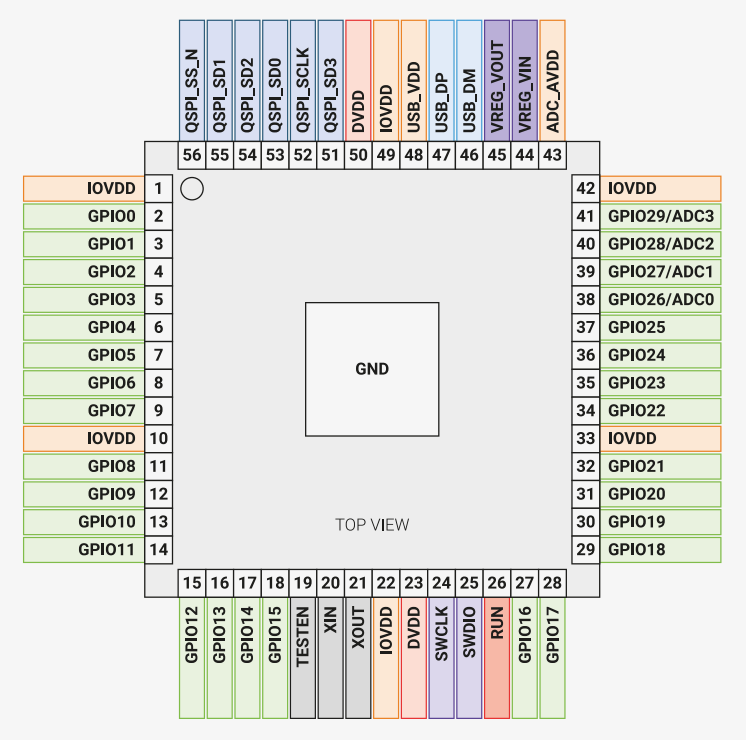 QSPI_SS_N
QSPI_SD1
QSPI_SD2
QSPI_SD0
QSPI_SCLK
QSPI_SD3
DVDD
IOVDD
USB_VDD
USB_DP
USB_DM
VREG_VOUT
VREG_VIN
ADC_AVDD
56 55 54 53 52 51 50 49 48 47 46 45 44 43
IOVDD 1
GPIO0 2
GPIO1 3
GPIO2 4
GPIO3 5
GPIO4 6
GPIO5 7
GPIO6 8
GPIO7 9
IOVDD 10
GPIO8 11
GPIO9 12
GPIO10 13
GPIO11 14
GND
TOP VIEW
42 IOVDD
41 GPIO29/ADC3
40 GPIO28/ADC2
39 GPIO27/ADC1
38 GPIO26/ADC0
37 GPIO25
36 GPIO24
35 GPIO23
34 GPIO22
33 IOVDD
32 GPIO21
31 GPIO20
30 GPIO19
29 GPIO18
15 16 17 18 19 20 21 22 23 24 25 26 27 28
GPIO12
GPIO13
GPIO14
GPIO15
TESTEN
XIN
XOUT
IOVDD
DVDD
SWCLK
SWDIO
RUN
GPIO16
GPIO17